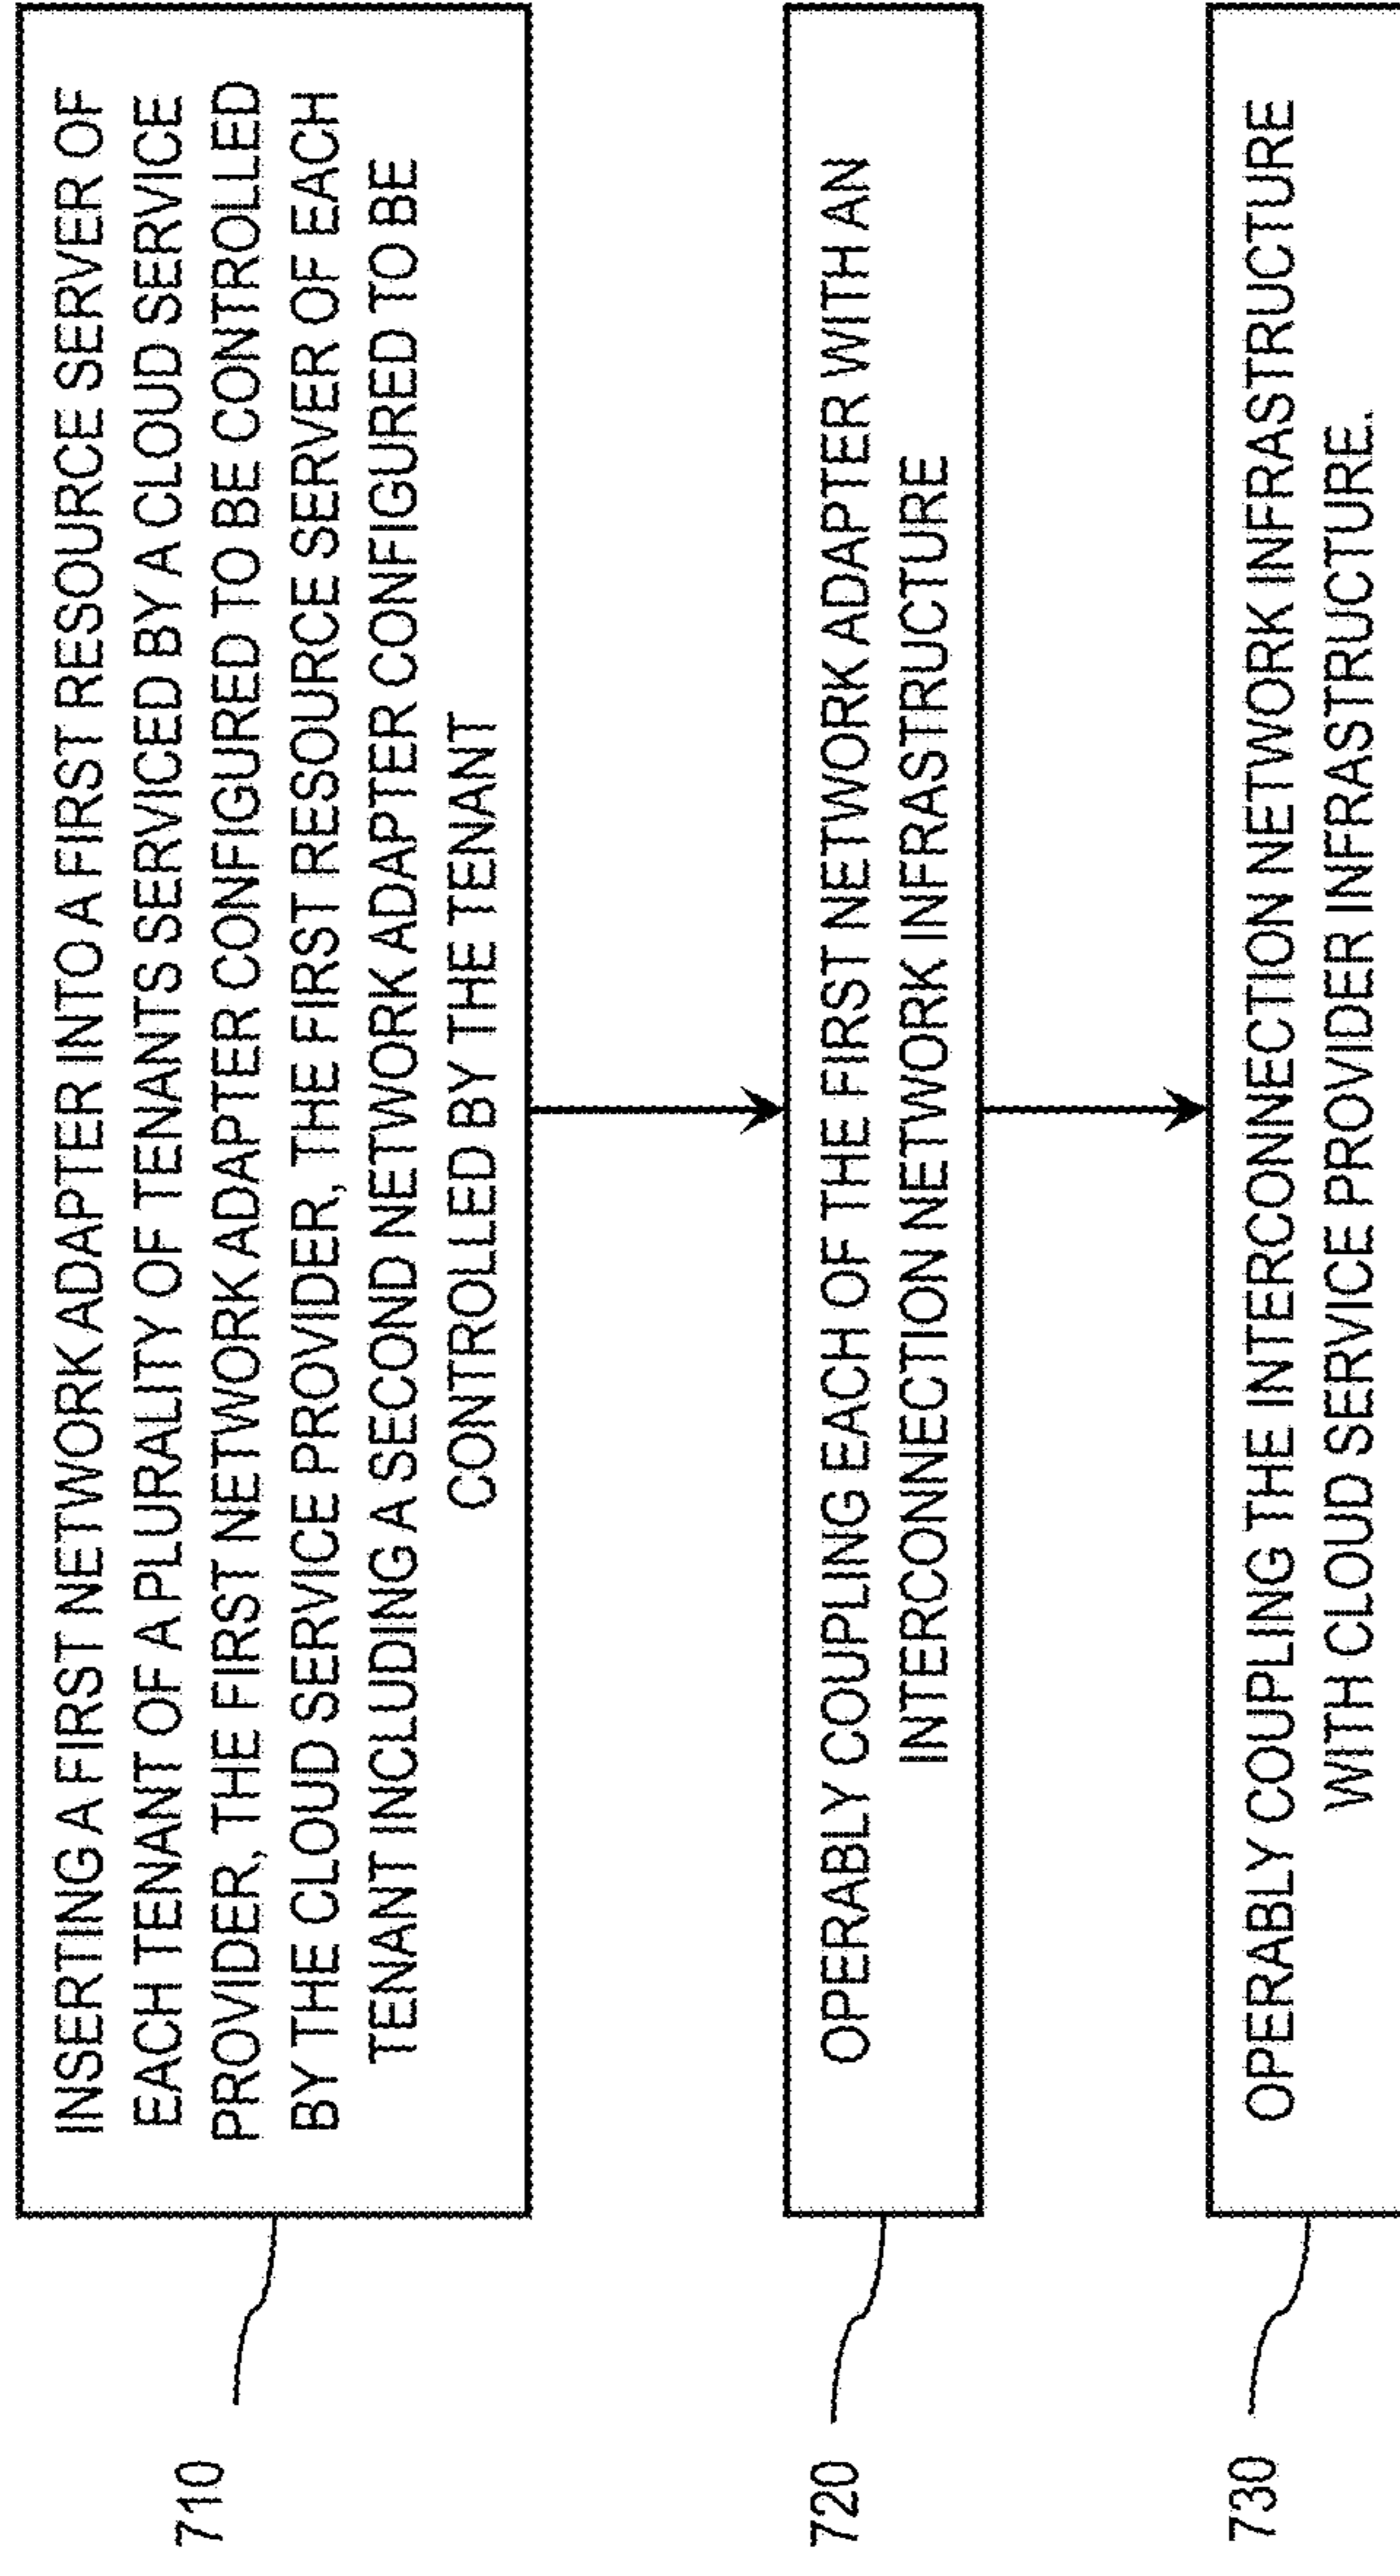 710
INSERTING A FIRST NETWORK ADAPTER INTO A FIRST RESOURCE SERVER OF
EACH TENANT OF A PLURALITY OF TENANTS SERVICED BY A CLOUD SERVICE
PROVIDER, THE FIRST NETWORK ADAPTER CONFIGURED TO BE CONTROLLED
BY THE CLOUD SERVICE PROVIDER, THE FIRST RESOURCE SERVER OF EACH
TENANT INCLUDING A SECOND NETWORK ADAPTER CONFIGURED TO BE
CONTROLLED BY THE TENANT
720
OPERABLY COUPLING EACH OF THE FIRST NETWORK ADAPTER WITH AN
INTERCONNECTION NETWORK INFRASTRUCTURE
730
OPERABLY COUPLING THE INTERCONNECTION NETWORK INFRASTRUCTURE
WITH CLOUD SERVICE PROVIDER INFRASTRUCTURE.